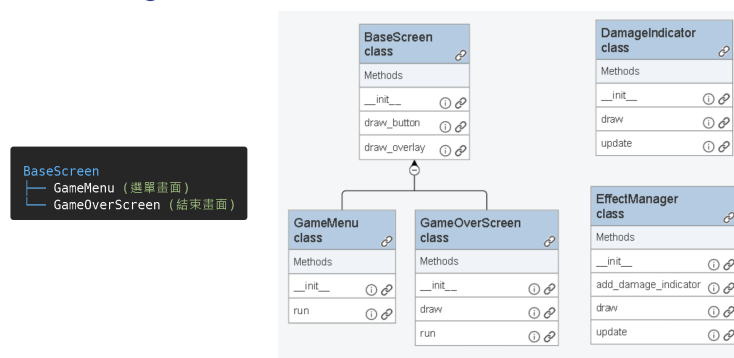 BaseScreen
├── GameMenu (選單畫面)
└── GameOverScreen (結束畫面)
BaseScreen
class
Methods
__init__
draw_button
draw_overlay
GameMenu
class
Methods
__init__
run
GameOverScreen
class
Methods
__init__
draw
run
DamageIndicator
class
Methods
__init__
draw
update
EffectManager
class
Methods
__init__
add_damage_indicator
draw
update